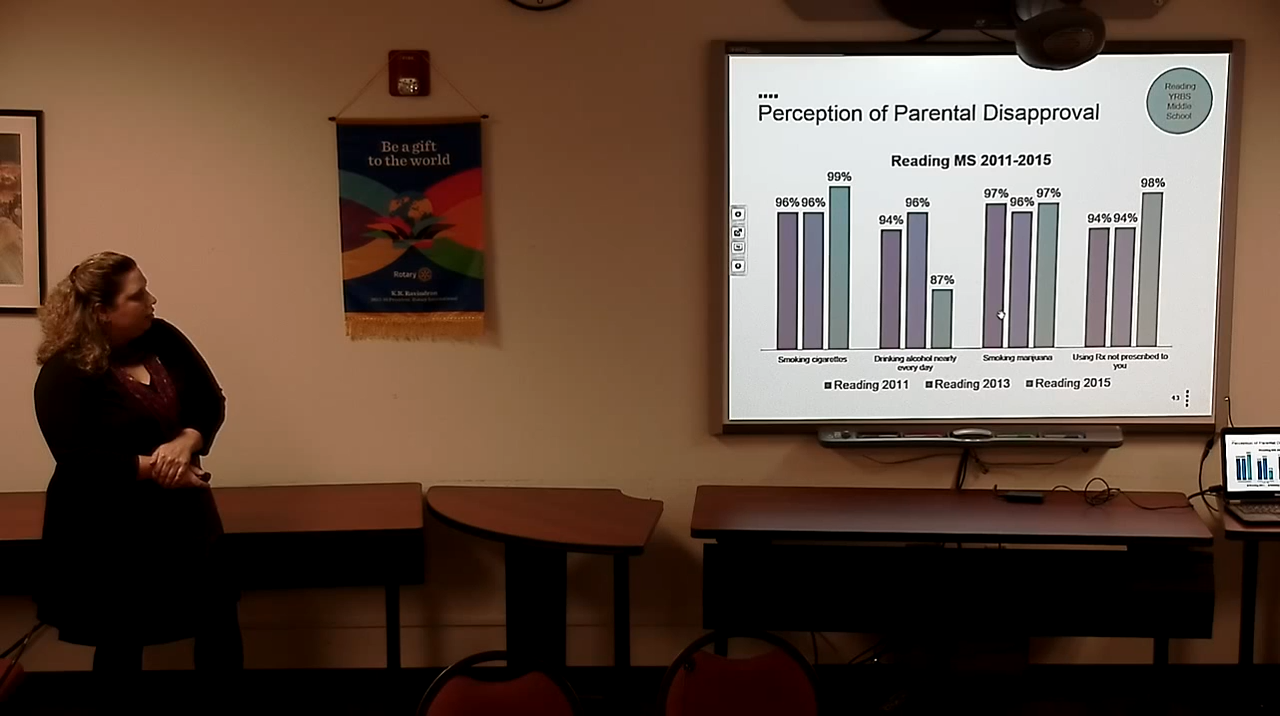 Be a gift
to the world
Rotary
K.R. Ravindran
Perception of Parental Disapproval
Reading
YRBS
Middle
School
Reading MS 2011-2015
96% 96% 99%
94% 96% 87%
97% 96% 97%
94% 94% 98%
Smoking cigarettes
Drinking alcohol nearly
every day
Smoking marijuana
Using Rx not prescribed to
you
Reading 2011 Reading 2013 Reading 2015
43